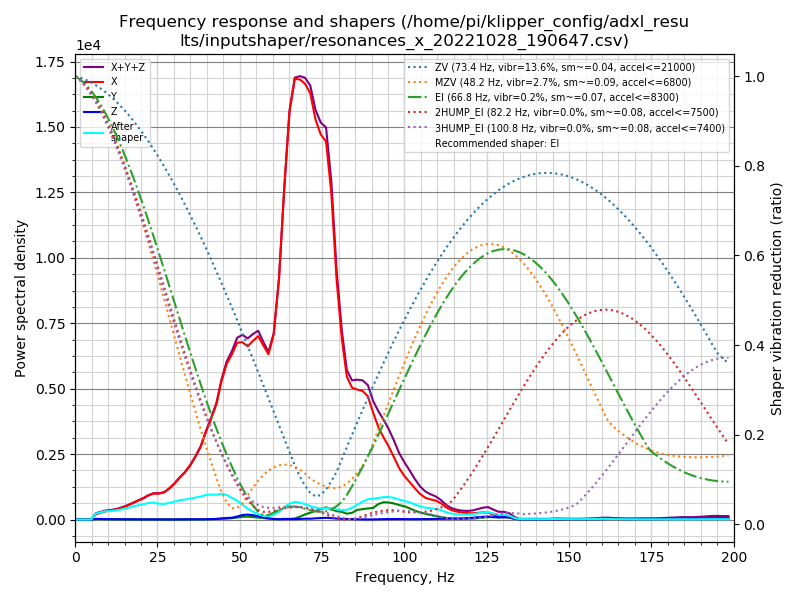 Frequency response and shapers (/home/pi/klipper_config/adxl_resu
lts/inputshaper/resonances_x_20221028_190647.csv)
1e4
X+Y+Z
X
Y
Z
After
shaper
ZV (73.4 Hz, vibr=13.6%, sm~=0.04, accel<=21000)
MZV (48.2 Hz, vibr=2.7%, sm~=0.09, accel<=6800)
EI (66.8 Hz, vibr=0.2%, sm~=0.07, accel<=8300)
2HUMP_EI (82.2 Hz, vibr=0.0%, sm~=0.08, accel<=7500)
3HUMP_EI (100.8 Hz, vibr=0.0%, sm~=0.08, accel<=7400)
Recommended shaper: EI
Power spectral density
1.75
1.50
1.25
1.00
0.75
0.50
0.25
0.00
1.0
0.8
0.6
0.4
0.2
0.0
Shaper vibration reduction (ratio)
0 25 50 75 100 125 150 175 200
Frequency, Hz